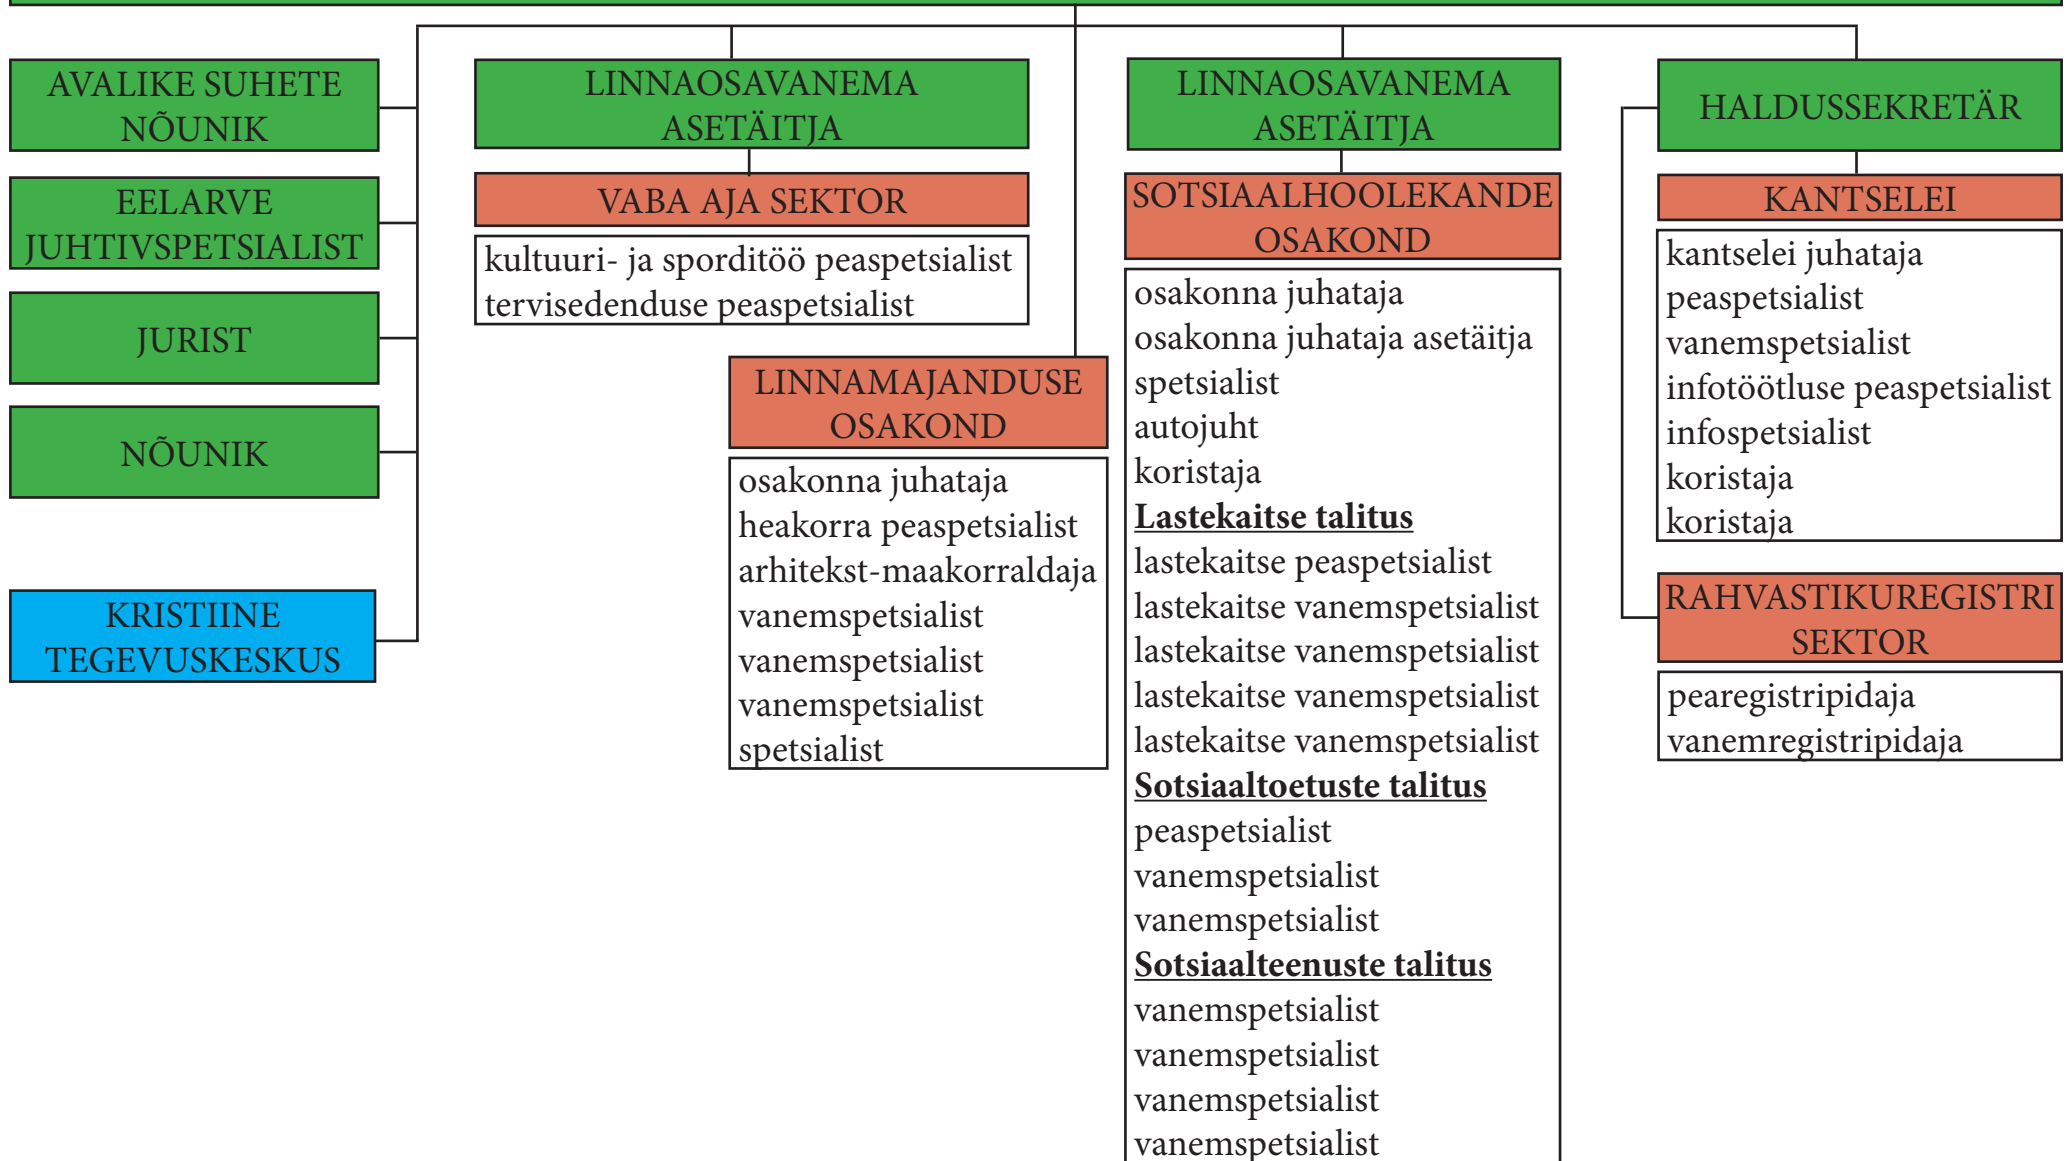 AVALIKE SUHETE
NÕUNIK
EELARVE
JUHTIVSPETSIALIST
JURIST
NÕUNIK
KRISTIINE
TEGEVUSKESKUS
LINNAOSAVANEMA
ASETÄITJA
VABA AJA SEKTOR
kultuuri- ja sporditöö peaspetsialist
tervisedenduse peaspetsialist
LINNAMAJANDUSE
OSAKOND
osakonna juhataja
heakorra peaspetsialist
arhitekst-maakorraldaja
vanemspetsialist
vanemspetsialist
vanemspetsialist
spetsialist
LINNAOSAVANEMA
ASETÄITJA
SOTSIAALHOOLEKANDE
OSAKOND
osakonna juhataja
osakonna juhataja asetäitja
spetsialist
autojuht
koristaja
Lastekaitse talitus
lastekaitse peaspetsialist
lastekaitse vanemspetsialist
lastekaitse vanemspetsialist
lastekaitse vanemspetsialist
lastekaitse vanemspetsialist
Sotsiaaltoetuste talitus
peaspetsialist
vanemspetsialist
vanemspetsialist
Sotsiaalteenuste talitus
vanemspetsialist
vanemspetsialist
vanemspetsialist
vanemspetsialist
HALDUSSEKRETÄR
KANTSELEI
kantselei juhataja
peaspetsialist
vanemspetsialist
infotöötluse peaspetsialist
infospetsialist
koristaja
koristaja
RAHVASTIKUREGISTRI
SEKTOR
pearegistripidaja
vanemregistripidaja